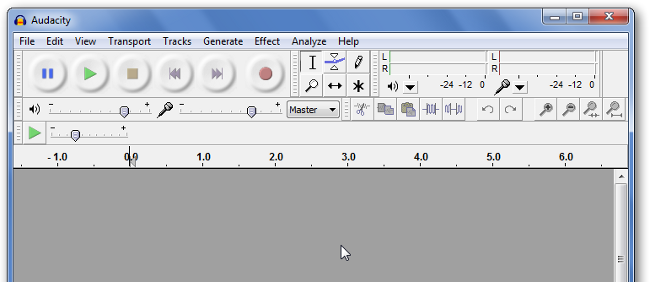 Audacity
File Edit View Transport Tracks Generate Effect Analyze Help
L L
R R
-24 -12 0 -24 -12 0
- + - + Master
- +
- 1.0 0.0 1.0 2.0 3.0 4.0 5.0 6.0